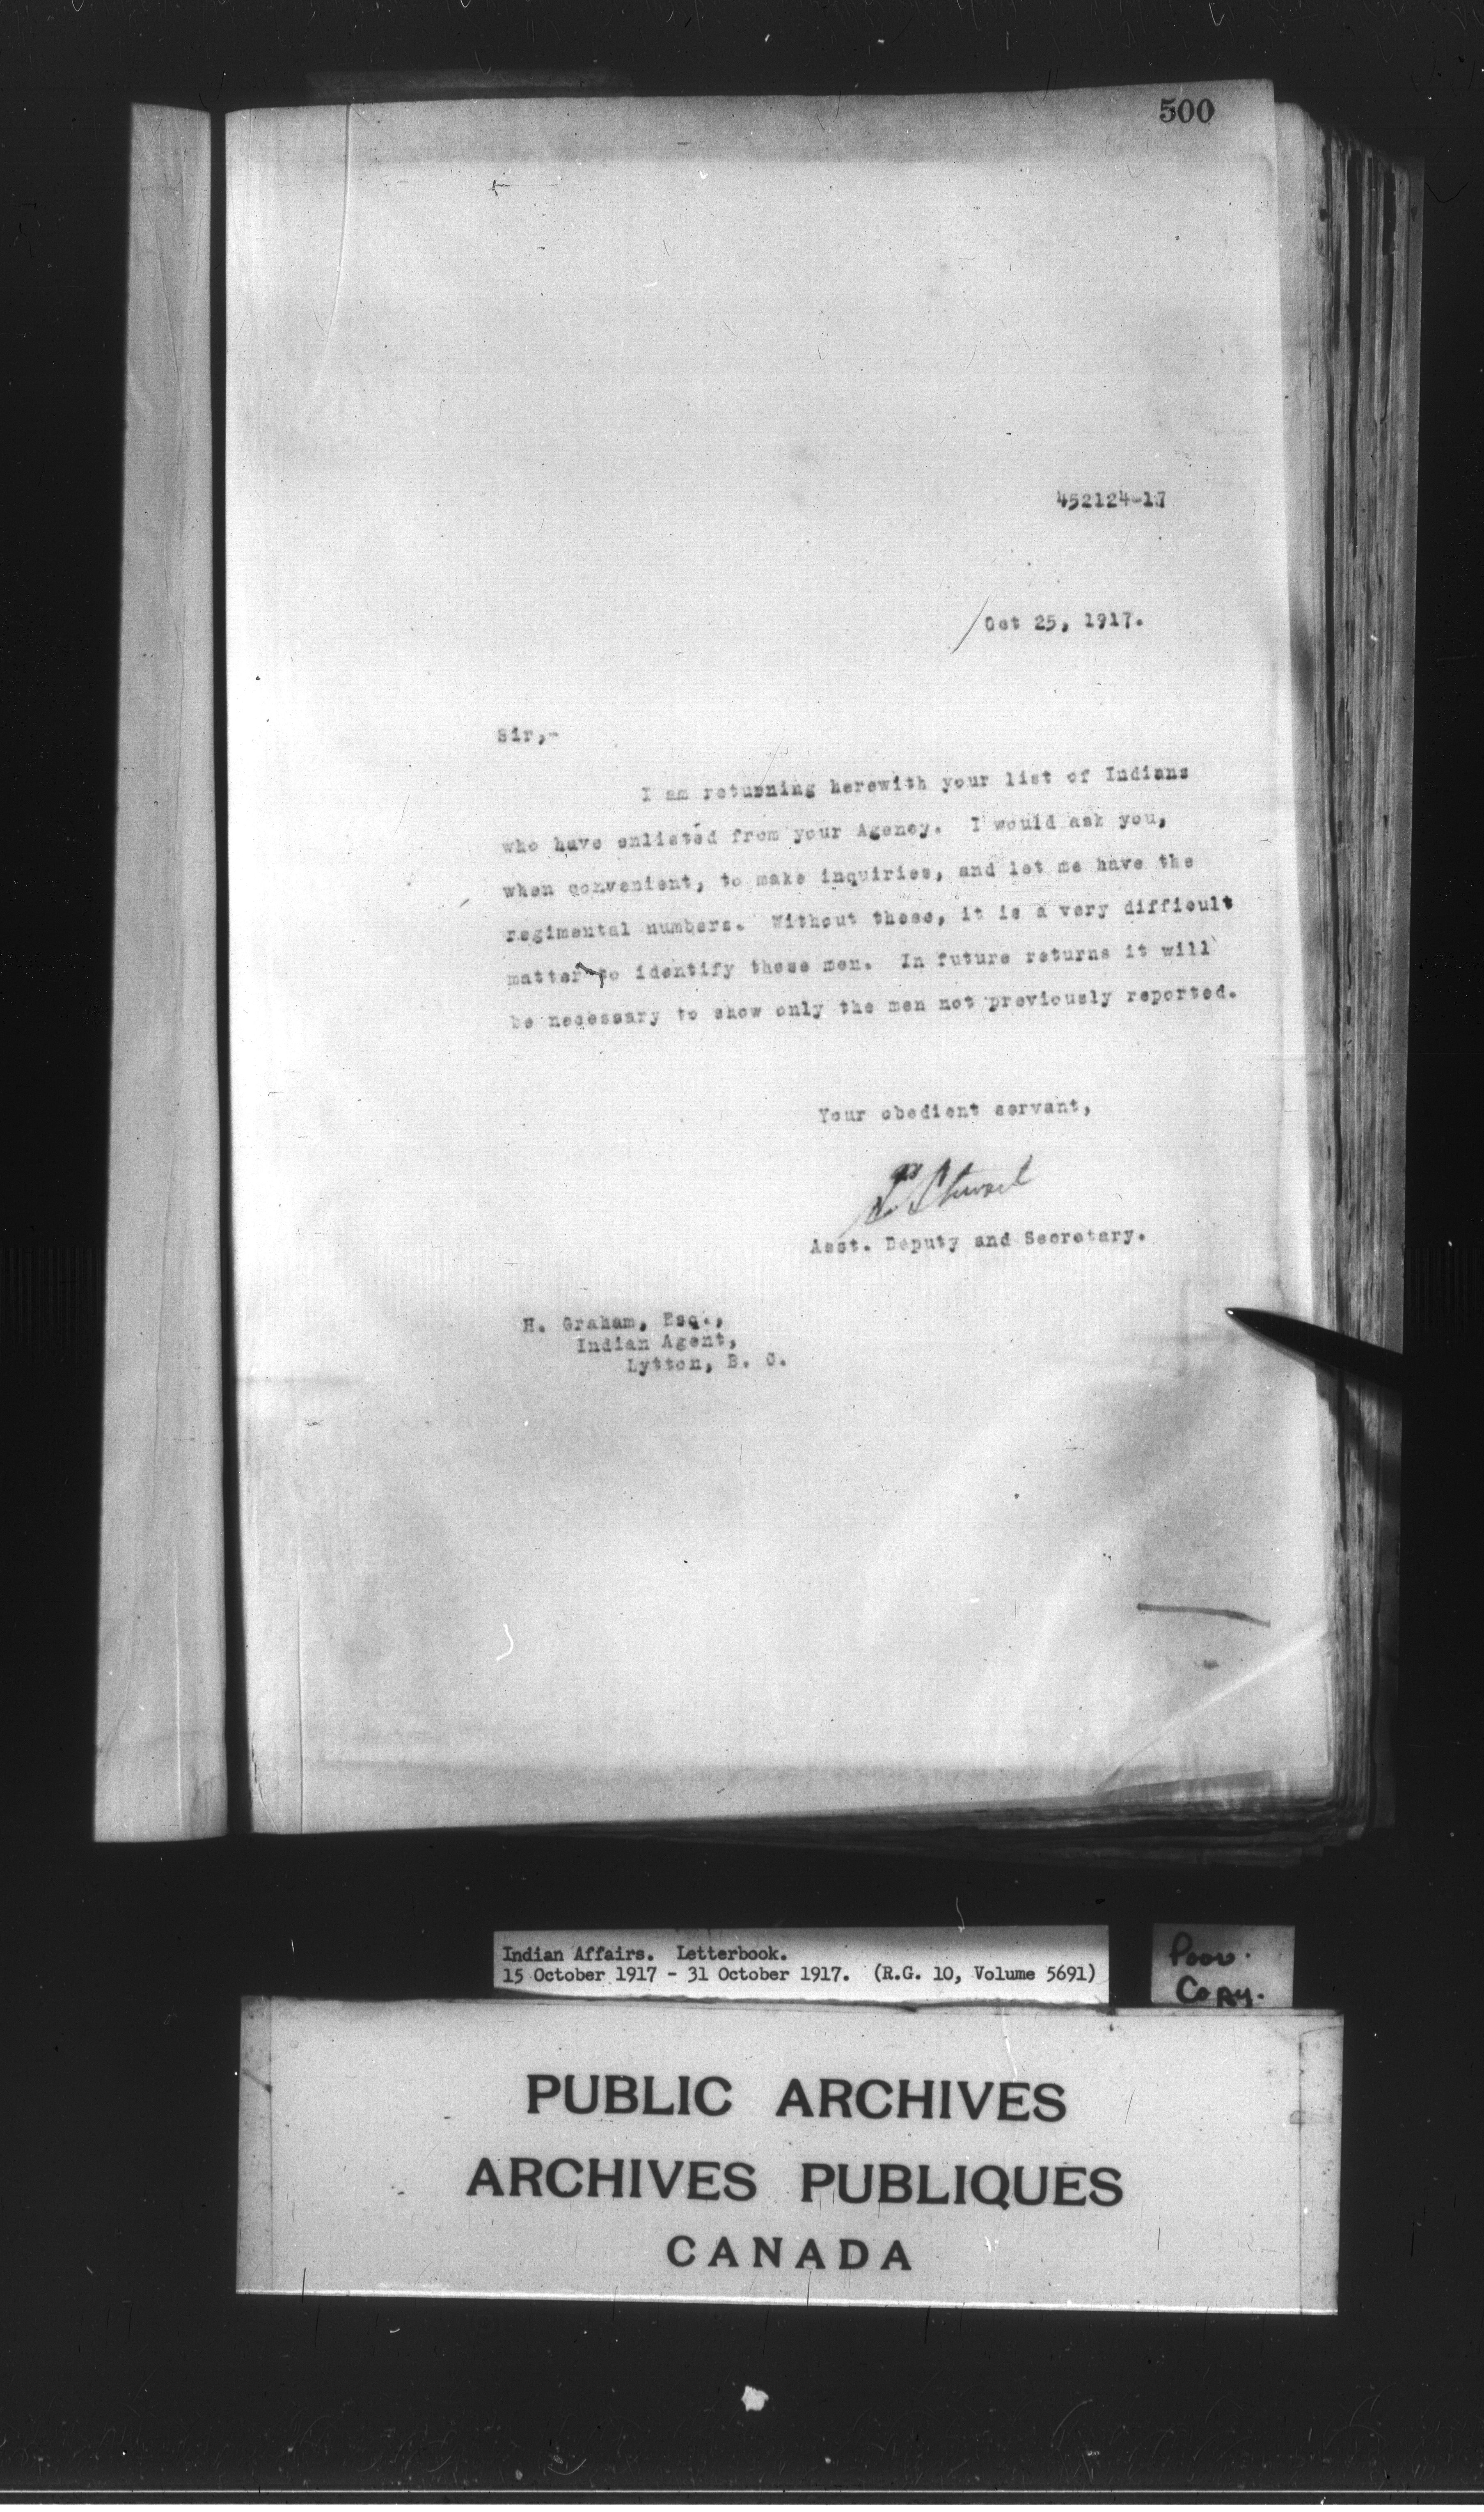 500
452124-17
Oct 25, 1917.
Sir,-
I am returning herewith your list of Indians
who have enlisted from your Agency. I would ask you,
when convenient, to make inquiries, and let me have the
regimental numbers. Without these, it is a very difficult
matter to identify these men. In future returns it will
be necessary to show only the men not previously reported.
Your obedient servant,
Stewart
Asst. Deputy and Secretary.
H. Graham, Esq.,
Indian Agent,
Lytton, B. C.
Indian Affairs. Letterbook.
15 October 1917 - 31 October 1917. (R.G. 10, Volume 5691)
Poor.
Copy.
PUBLIC ARCHIVES
ARCHIVES PUBLIQUES
CANADA